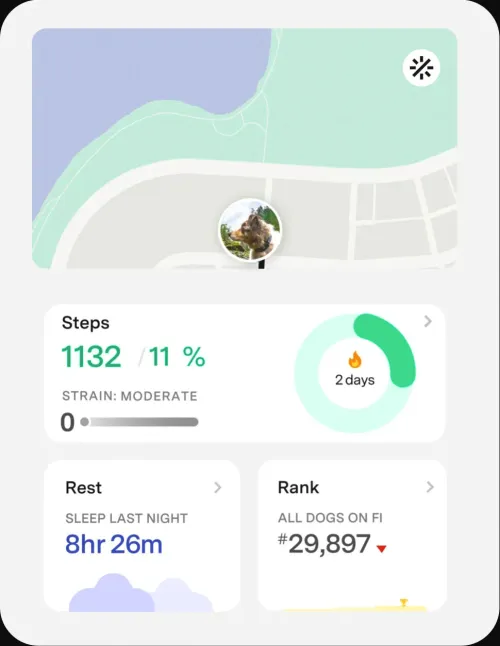 Steps
1132 /11 %
2 days
STRAIN: MODERATE
0
Rest
SLEEP LAST NIGHT
8hr 26m
Rank
ALL DOGS ON FI
#29,897